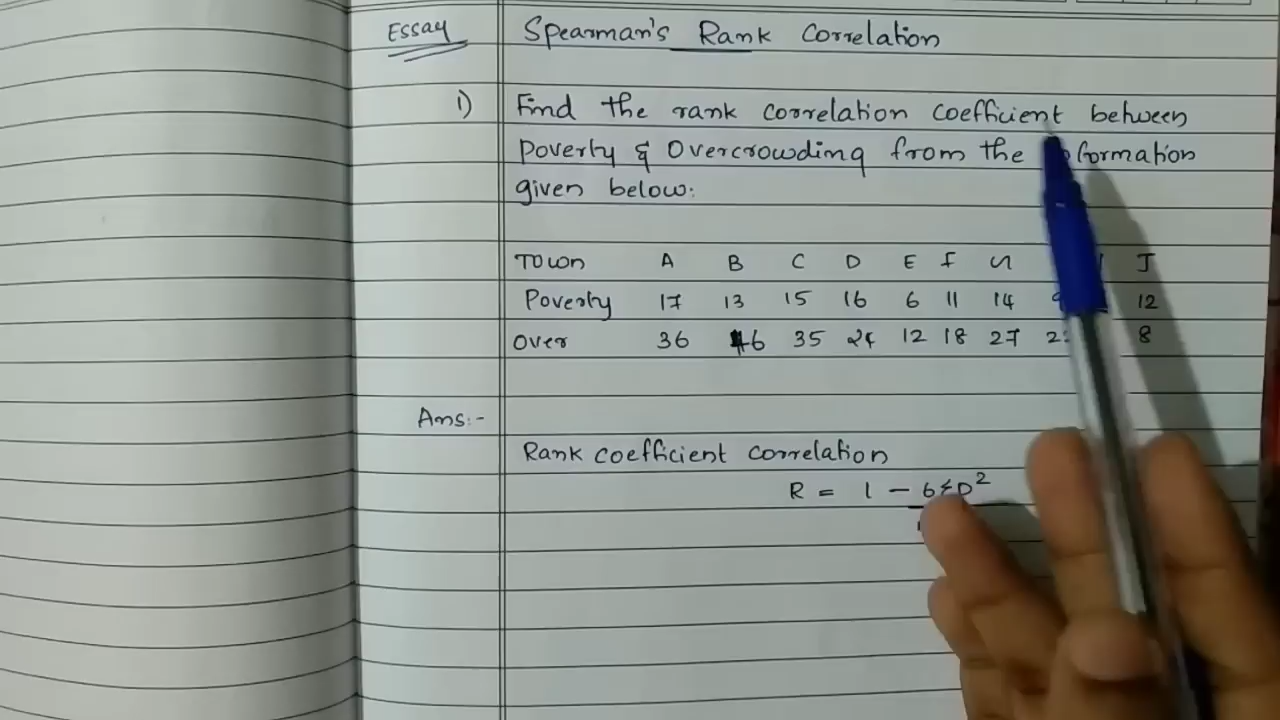 Essay Spearman's Rank Correlation
1) Find the rank correlation coefficient between
Poverty & Overcrowding from the
given below:
Town A B C D E F G J
Poverty 17 13 15 16 6 11 14 12
Over 36 46 35 24 12 18 27 8
Ans:-
Rank coefficient correlation
R = 1 - 6ΣD²